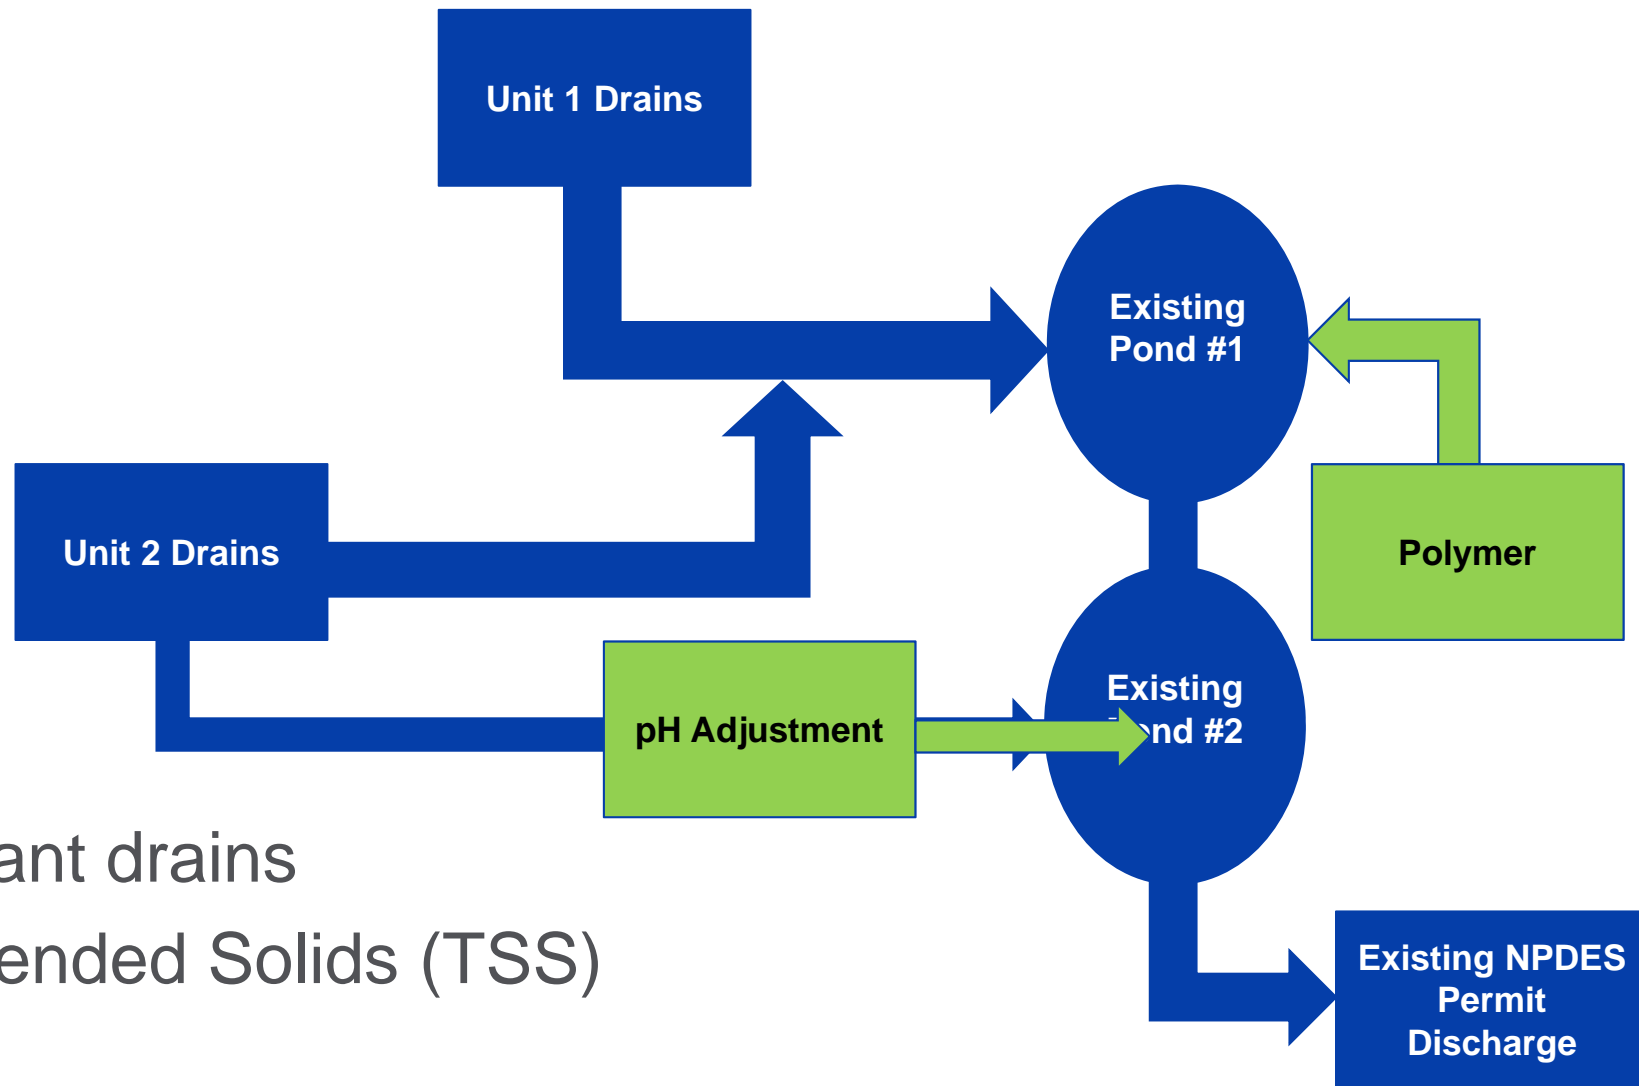 Unit 1 Drains
Existing
Pond #1
Unit 2 Drains
Polymer
pH Adjustment
Existing
nd #2
ant drains
ended Solids (TSS)
Existing NPDES
Permit
Discharge